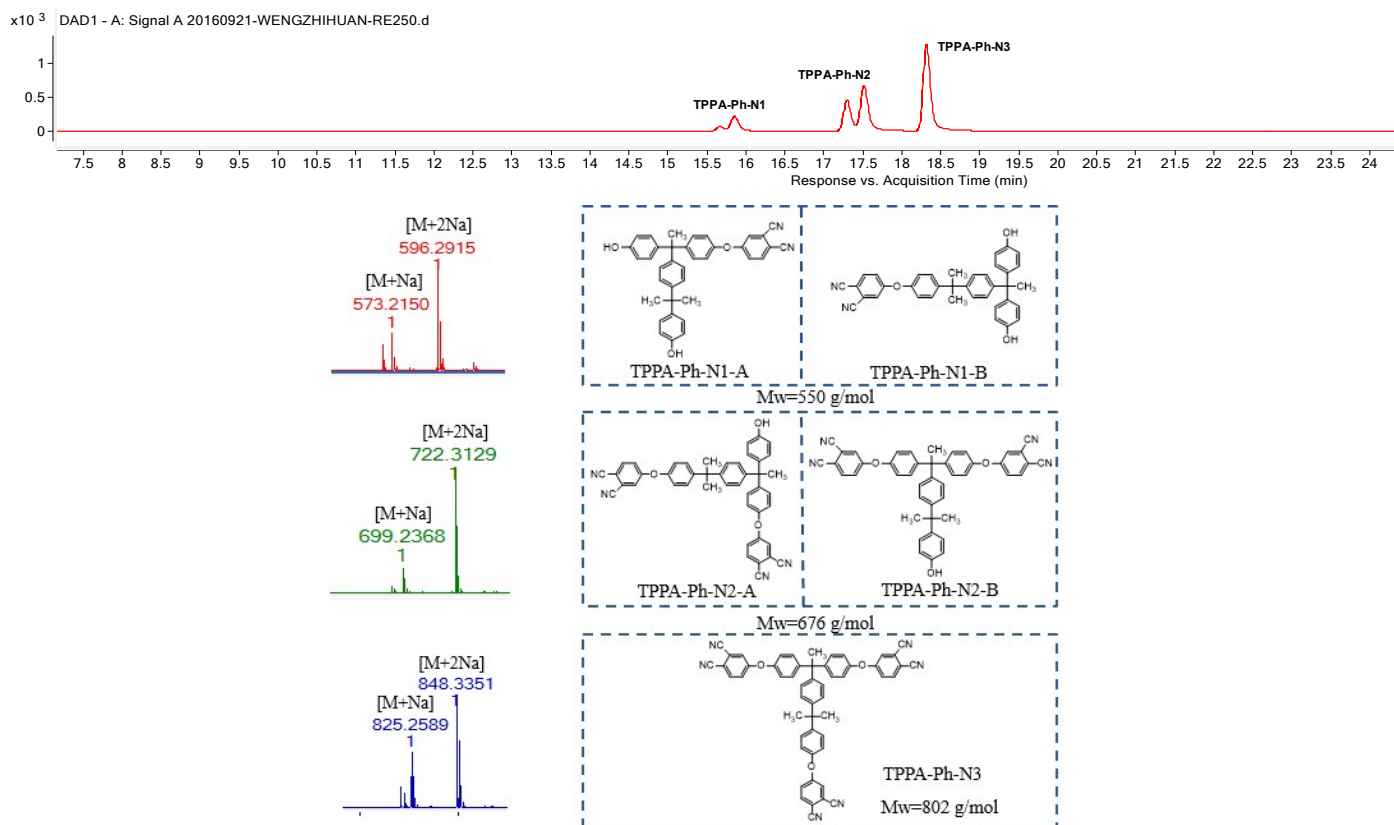 x10 3 DAD1 - A: Signal A 20160921-WENGZHIHUAN-RE250.d
1
0.5
0
TPPA-Ph-N1
TPPA-Ph-N2
TPPA-Ph-N3
7.5 8 8.5 9 9.5 10 10.5 11 11.5 12 12.5 13 13.5 14 14.5 15 15.5 16 16.5 17 17.5 18 18.5 19 19.5 20 20.5 21 21.5 22 22.5 23 23.5 24
Response vs. Acquisition Time (min)
[M+2Na]
596.2915
1
[M+Na]
573.2150
1
CH3
CN
HO
O
CN
H3C
CH3
OH
TPPA-Ph-N1-A
OH
NC
O
CH3
CH3
NC
CH3
OH
TPPA-Ph-N1-B
Mw=550 g/mol
[M+2Na]
722.3129
1
[M+Na]
699.2368
1
OH
NC
O
CH3
CH3
NC
CH3
O
CN
CN
TPPA-Ph-N2-A
NC
CH3
CN
NC
O
O
CN
H3C
CH3
OH
TPPA-Ph-N2-B
Mw=676 g/mol
[M+2Na]
848.3351
1
[M+Na]
825.2589
1
NC
CH3
CN
NC
O
O
CN
H3C
CH3
O
CN
CN
TPPA-Ph-N3
Mw=802 g/mol